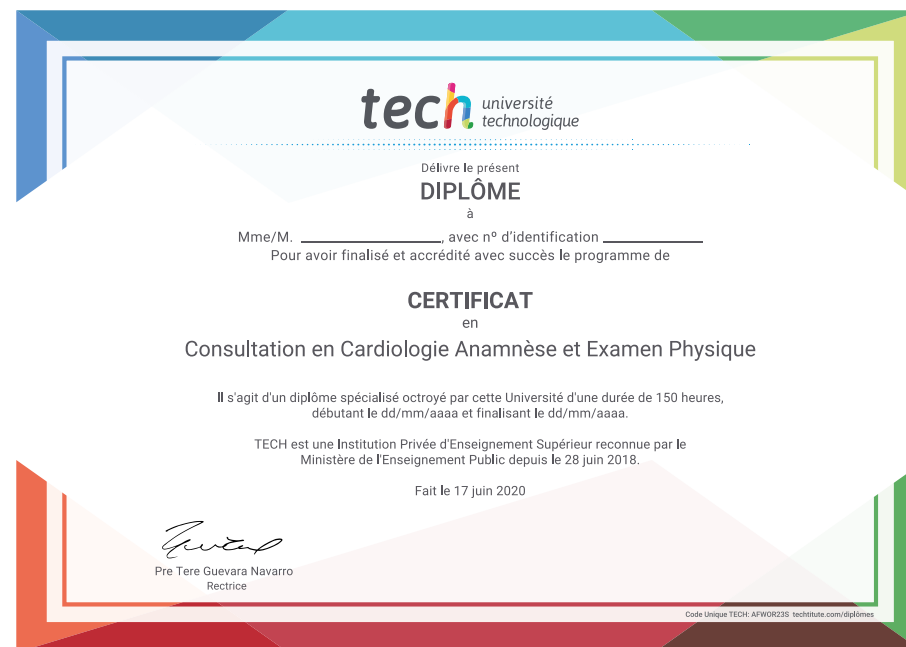 tech université
technologique
Délivre le présent
DIPLÔME
à
Mme/M. ____________________, avec nº d'identification ______________
Pour avoir finalisé et accrédité avec succès le programme de
CERTIFICAT
en
Consultation en Cardiologie Anamnèse et Examen Physique
Il s'agit d'un diplôme spécialisé octroyé par cette Université d'une durée de 150 heures,
débutant le dd/mm/aaaa et finalisant le dd/mm/aaaa.
TECH est une Institution Privée d'Enseignement Supérieur reconnue par le
Ministère de l'Enseignement Public depuis le 28 juin 2018.
Fait le 17 juin 2020
Pre Tere Guevara Navarro
Rectrice
Code Unique TECH: AFWOR23S techtitute.com/diplômes